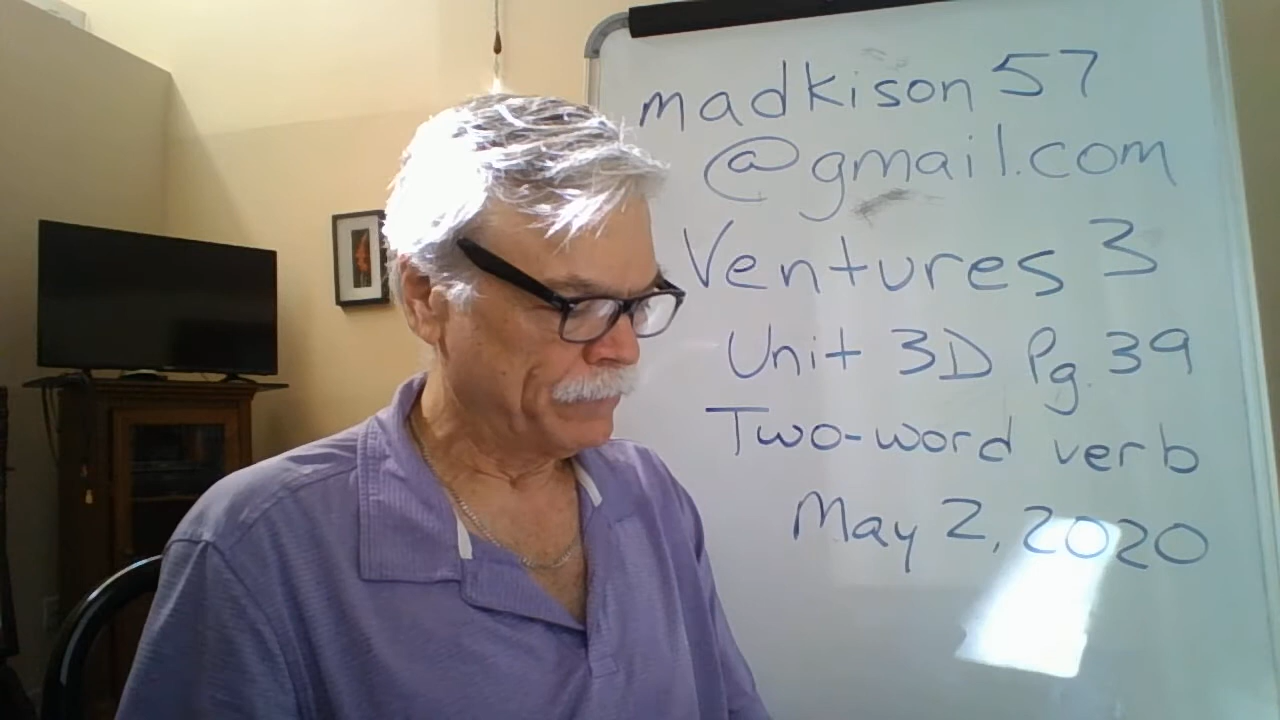 madkison57
@gmail.com
Ventures 3
Unit 3D Pg. 39
Two-word verb
May 2, 2020